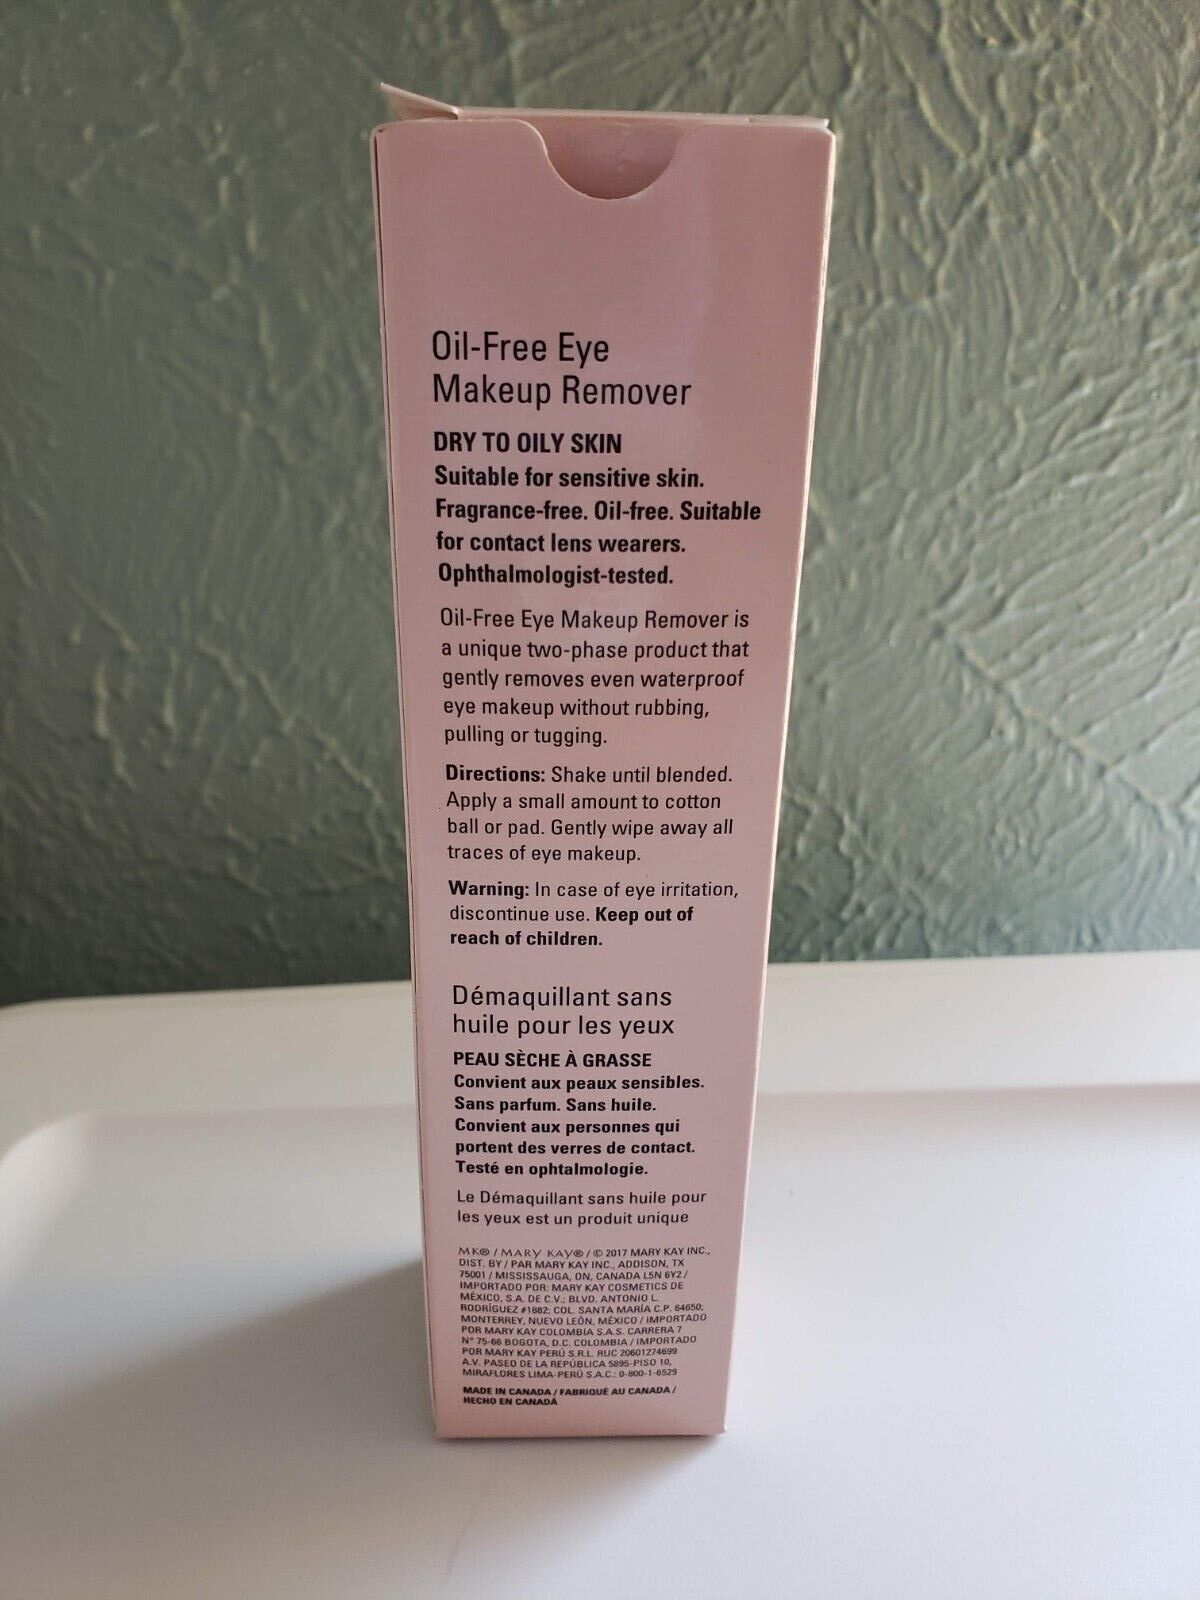 Oil-Free Eye
Makeup Remover
DRY TO OILY SKIN
Suitable for sensitive skin.
Fragrance-free. Oil-free. Suitable
for contact lens wearers.
Ophthalmologist-tested.
Oil-Free Eye Makeup Remover is
a unique two-phase product that
gently removes even waterproof
eye makeup without rubbing,
pulling or tugging.
Directions: Shake until blended.
Apply a small amount to cotton
ball or pad. Gently wipe away all
traces of eye makeup.
Warning: In case of eye irritation,
discontinue use. Keep out of
reach of children.
Démaquillant sans
huile pour les yeux
PEAU SÈCHE À GRASSE
Convient aux peaux sensibles.
Sans parfum. Sans huile.
Convient aux personnes qui
portent des verres de contact.
Testé en ophtalmologie.
Le Démaquillant sans huile pour
les yeux est un produit unique
MK® / MARY KAY® / © 2017 MARY KAY INC.,
DIST. BY / PAR MARY KAY INC., ADDISON, TX
75001 / MISSISSAUGA, ON, CANADA L5N 6Y2 /
IMPORTADO POR: MARY KAY COSMETICS DE
MÉXICO, S.A. DE C.V.; BLVD. ANTONIO L.
RODRÍGUEZ #1882; COL. SANTA MARÍA C.P. 64650;
MONTERREY, NUEVO LEÓN, MÉXICO / IMPORTADO
POR MARY KAY COLOMBIA S.A.S. CARRERA 7
N° 75-66 BOGOTA, D.C. COLOMBIA / IMPORTADO
POR MARY KAY PERÚ S.R.L. RUC 20601274699
A.V. PASEO DE LA REPÚBLICA 5895-PISO 10,
MIRAFLORES LIMA-PERÚ S.A.C.: 0-800-1-6529
MADE IN CANADA / FABRIQUÉ AU CANADA /
HECHO EN CANADÁ